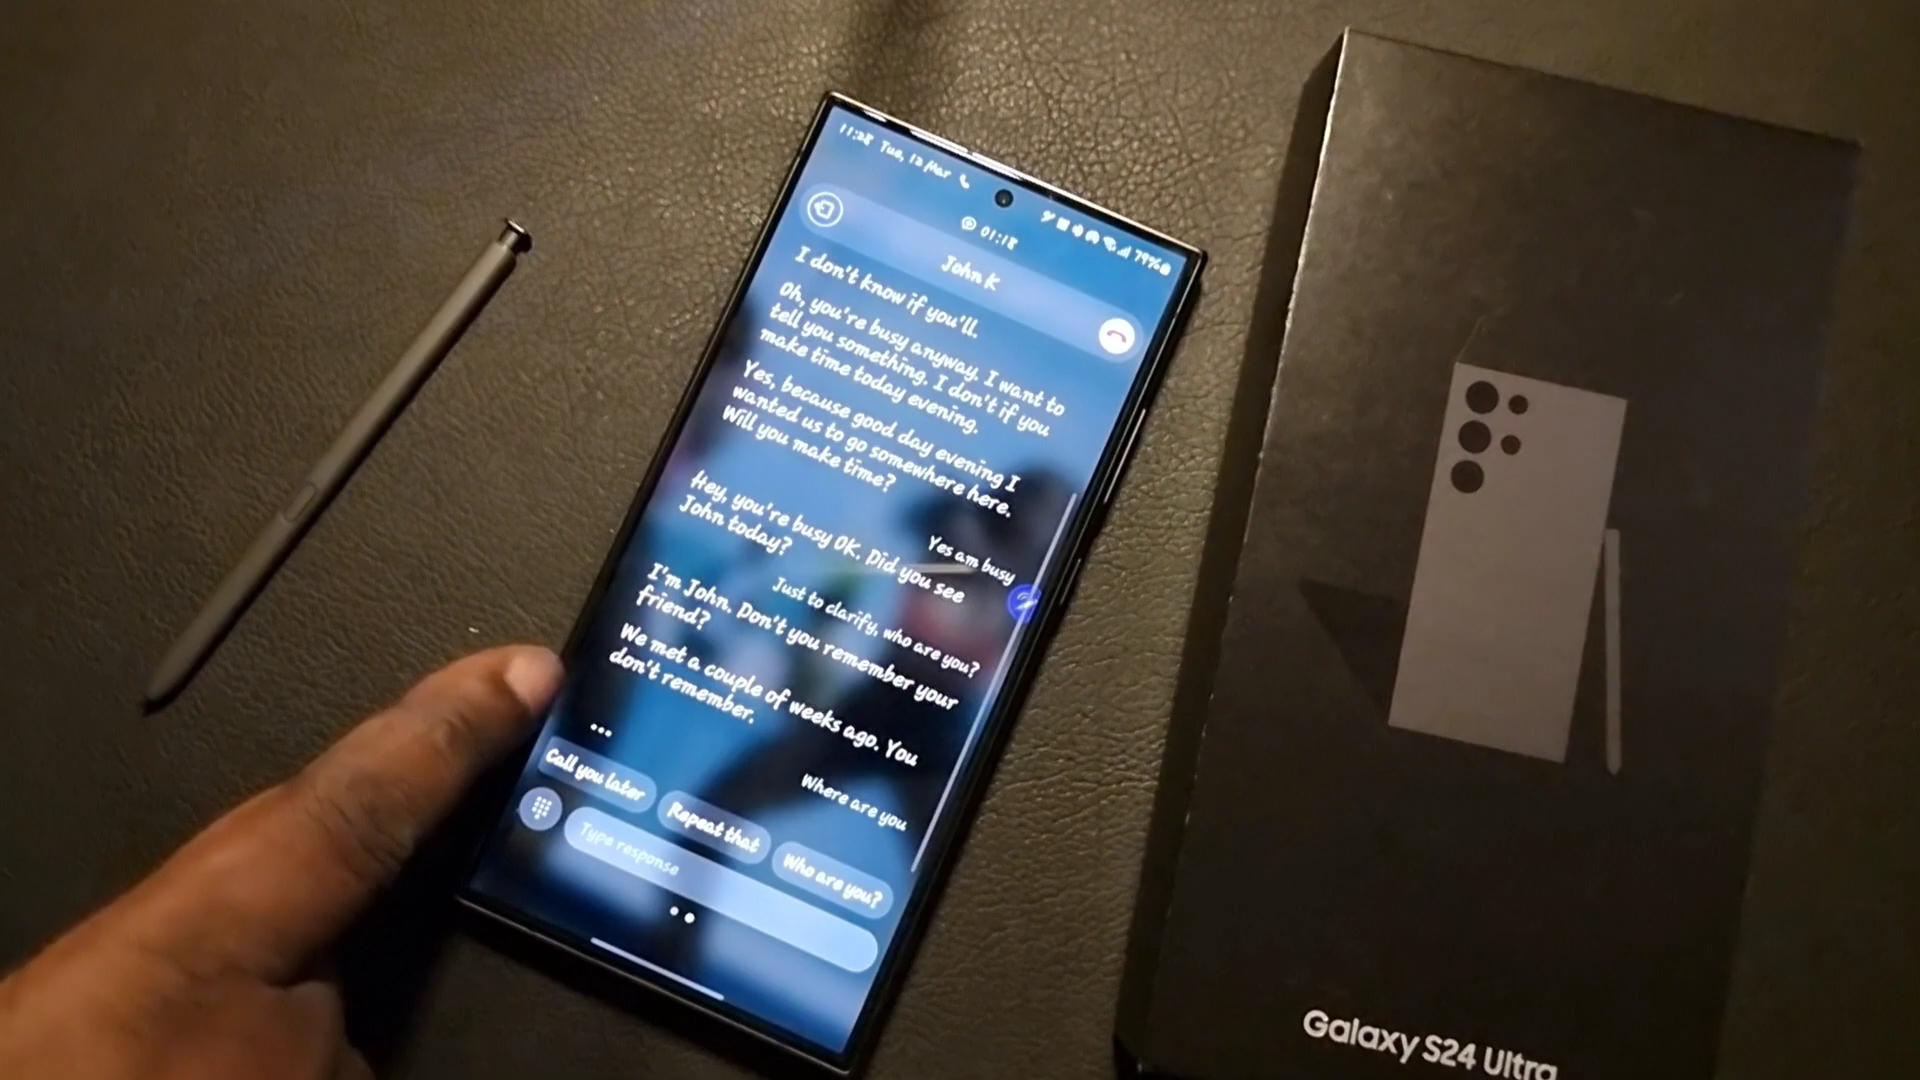 11:28 Tue, 12 Mar
79%
01:18
John K
I don't know if you'll.
Oh, you're busy anyway. I want to
tell you something. I don't if you
make time today evening.
Yes, because good day evening I
wanted us to go somewhere here.
Will you make time?
Yes am busy
Hey, you're busy OK. Did you see
John today?
Just to clarify, who are you?
I'm John. Don't you remember your
friend?
We met a couple of weeks ago. You
don't remember.
Where are you
...
Call you later
Repeat that
Who are you?
Type response
Galaxy S24 Ultra